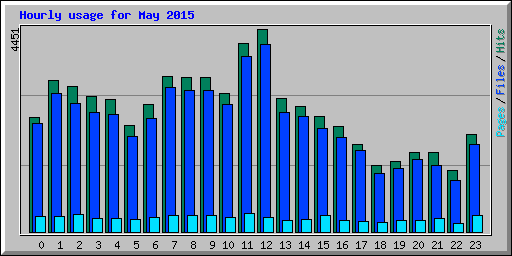 Hourly usage for May 2015
4451
Pages/Files/Hits
0 1 2 3 4 5 6 7 8 9 10 11 12 13 14 15 16 17 18 19 20 21 22 23